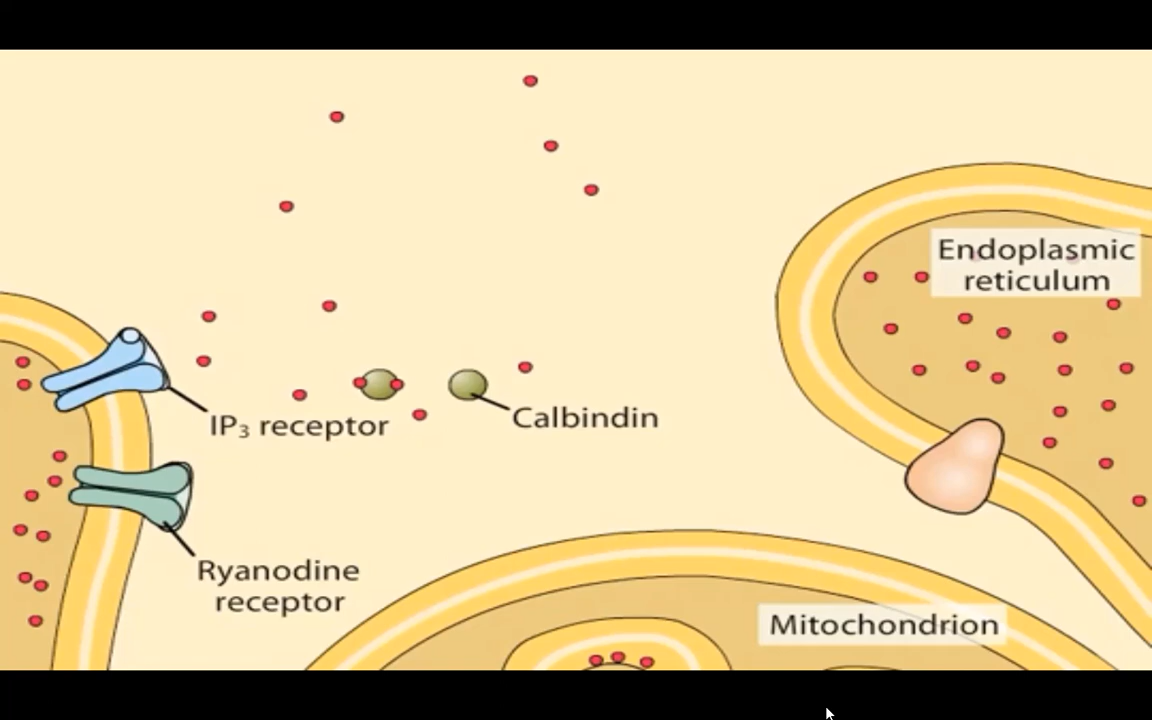 Endoplasmic
reticulum
IP₃ receptor
Calbindin
Ryanodine
receptor
Mitochondrion